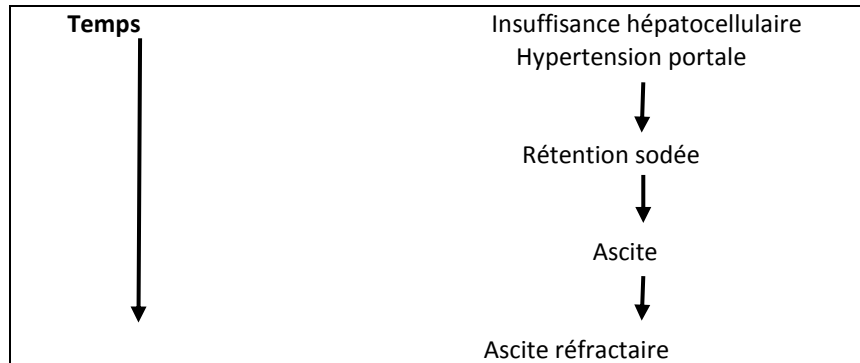 Temps
Insuffisance hépatocellulaire
Hypertension portale
Rétention sodée
Ascite
Ascite réfractaire